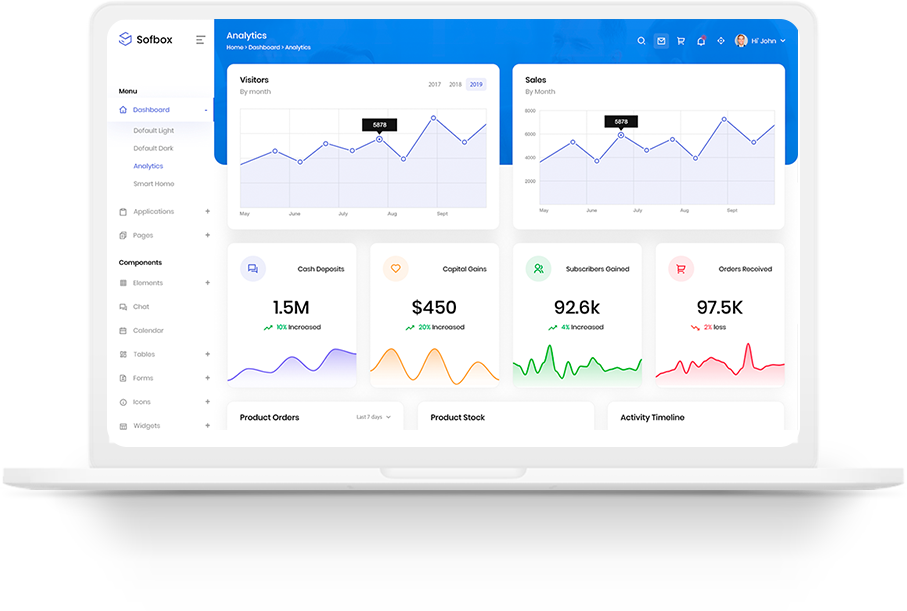 Sofbox
Menu
Dashboard
Default Light
Default Dark
Analytics
Smart Home
Applications +
Pages +
Components
Elements +
Chat
Calendar
Tables +
Forms +
Icons +
Widgets +
Analytics
Home > Dashboard > Analytics
Hi' John
Visitors
By month
2017 2018 2019
5878
May June July Aug Sept
Sales
By Month
8000
6000
4000
2000
5878
May June July Aug Sept
Cash Deposits
1.5M
10% Increased
Capital Gains
$450
20% Increased
Subscribers Gained
92.6k
4% Increased
Orders Received
97.5K
2% loss
Product Orders
Last 7 days
Product Stock
Activity Timeline